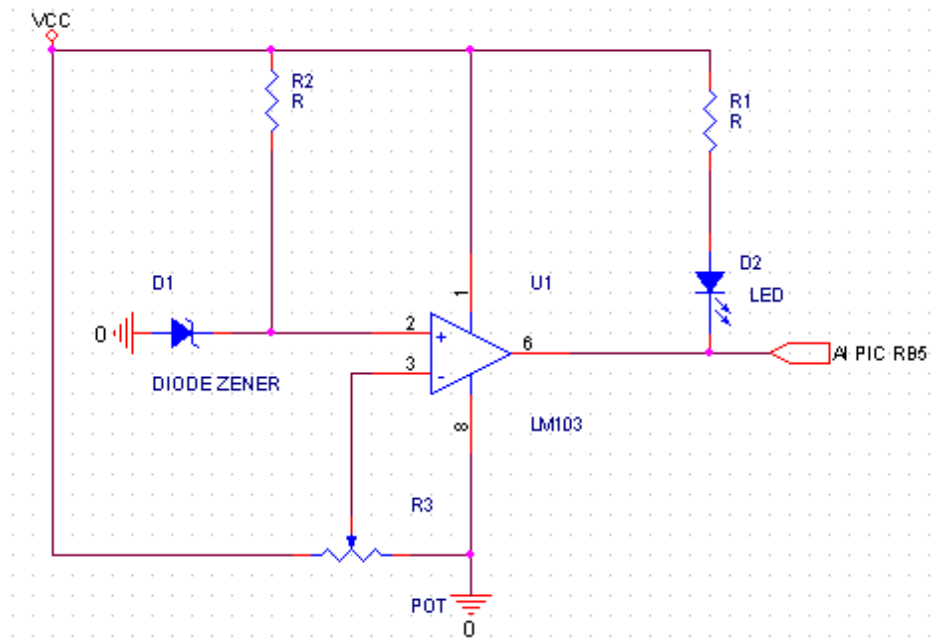 VCC
R2
R
R1
R
D1
U1
D2
LED
1
0
2
+
6
Al PIC RB5
3
-
DIODE ZENER
8
LM103
R3
POT
0